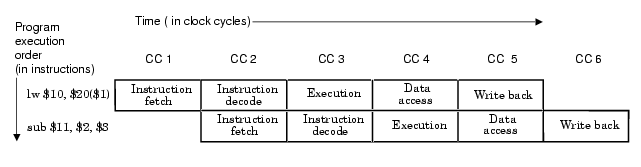 Time ( in clock cycles)
Program
execution
order
(in instructions)
CC 1 CC 2 CC 3 CC 4 CC 5 CC 6
lw $10, $20($1) Instruction fetch Instruction decode Execution Data access Write back
sub $11, $2, $3 Instruction fetch Instruction decode Execution Data access Write back